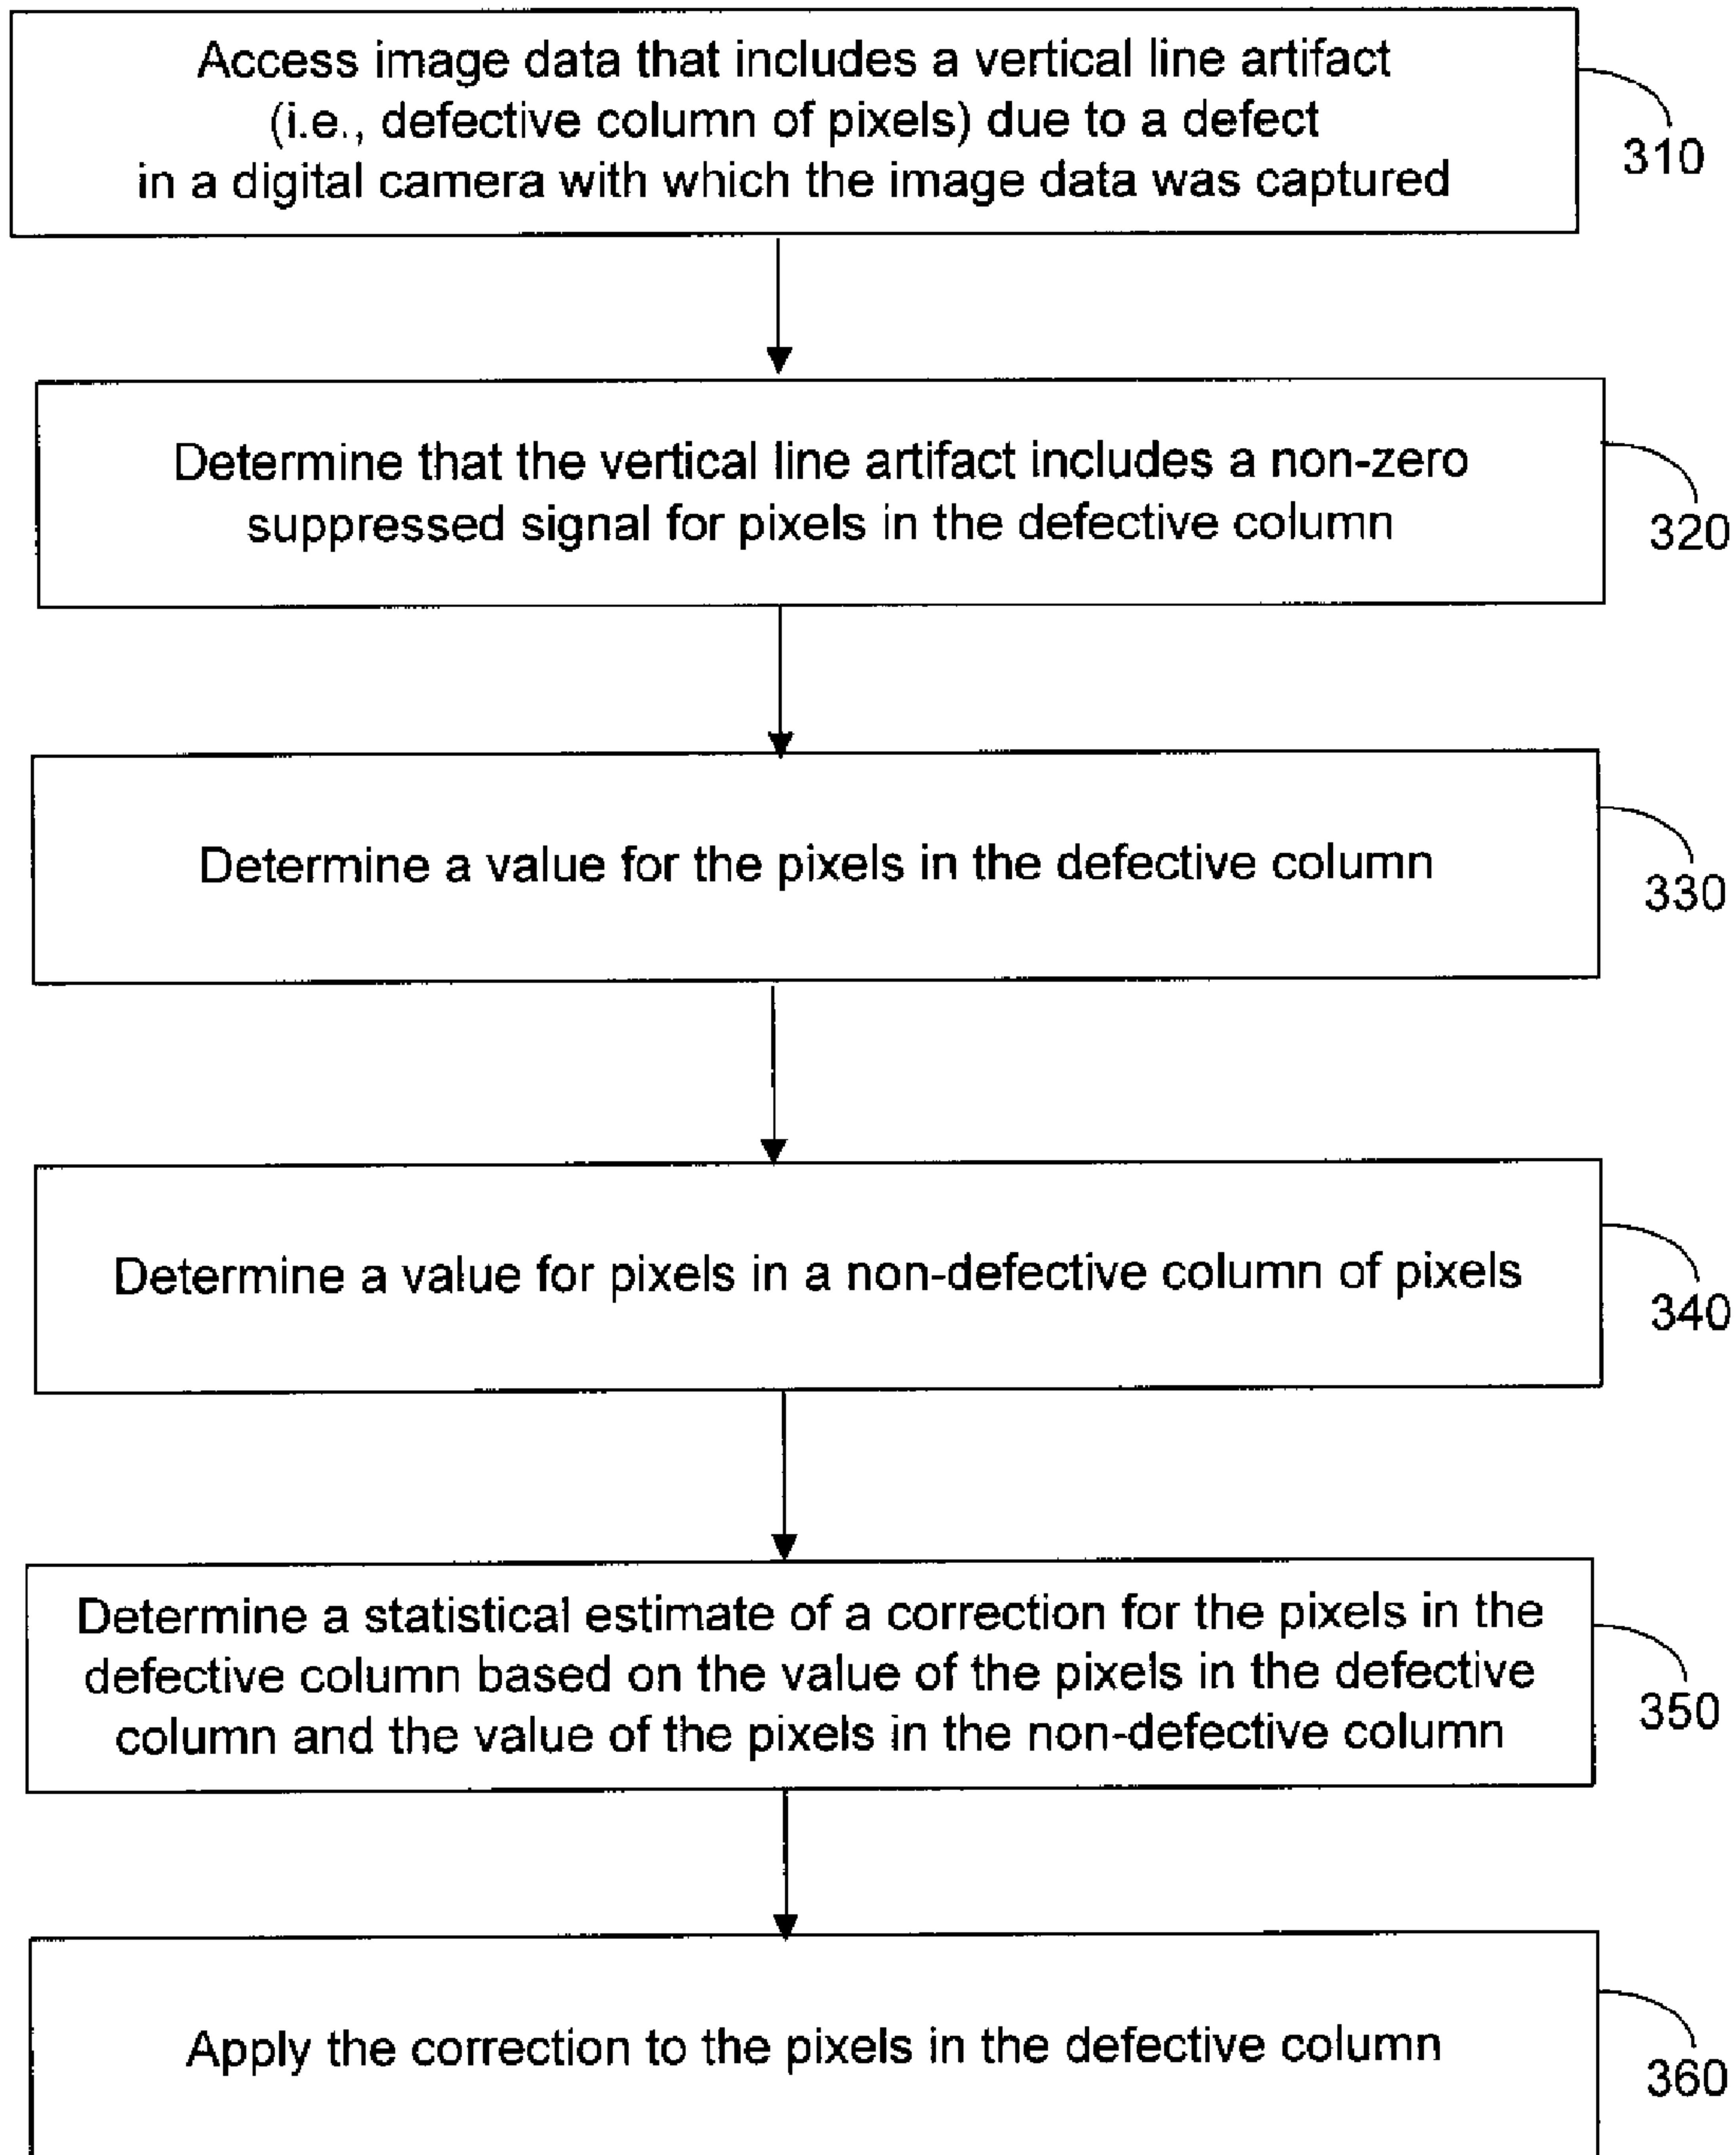 Access image data that includes a vertical line artifact
(i.e., defective column of pixels) due to a defect
in a digital camera with which the image data was captured
310
Determine that the vertical line artifact includes a non-zero
suppressed signal for pixels in the defective column
320
Determine a value for the pixels in the defective column
330
Determine a value for pixels in a non-defective column of pixels
340
Determine a statistical estimate of a correction for the pixels in the
defective column based on the value of the pixels in the defective
column and the value of the pixels in the non-defective column
350
Apply the correction to the pixels in the defective column
360